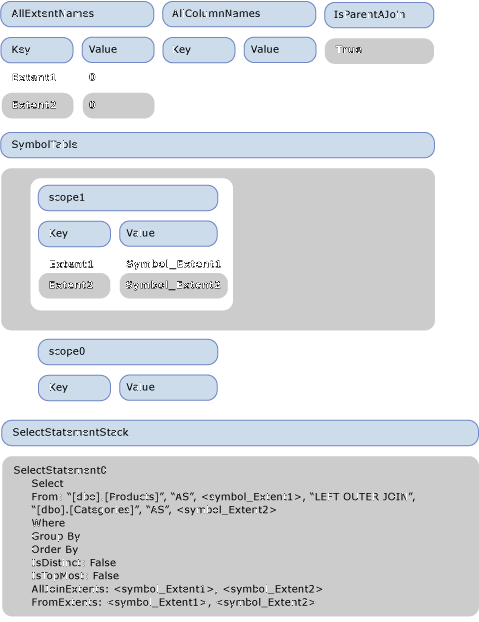 AllExtentNames AllColumnNames IsParentAJoin
Key Value Key Value True
Extent1 0
Extent2 0
SymbolTable
scope1
Key Value
Extent1 Symbol_Extent1
Extent2 Symbol_Extent2
scope0
Key Value
SelectStatementStack
SelectStatement0
Select
From: “[dbo].[Products]”, “AS”, <symbol_Extent1>, “LEFT OUTER JOIN”,
“[dbo].[Categories]”, “AS”, <symbol_Extent2>
Where
Group By
Order By
IsDistinct: False
IsTopMost: False
AllJoinExtents: <symbol_Extent1>, <symbol_Extent2>
FromExtents: <symbol_Extent1>, <symbol_Extent2>